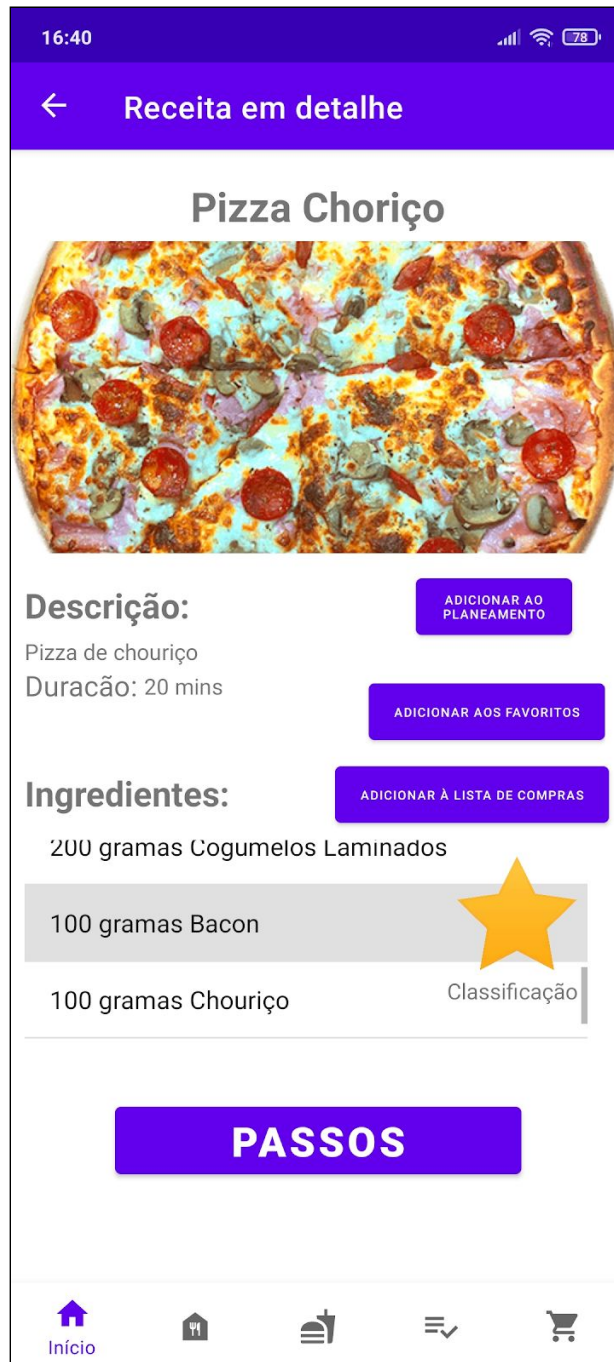 16:40
78
Receita em detalhe
Pizza Choriço
Descrição:
ADICIONAR AO
PLANEAMENTO
Pizza de chouriço
Duracão: 20 mins
ADICIONAR AOS FAVORITOS
Ingredientes:
ADICIONAR À LISTA DE COMPRAS
200 gramas Cogumelos Laminados
100 gramas Bacon
100 gramas Chouriço
Classificação
PASSOS
Início